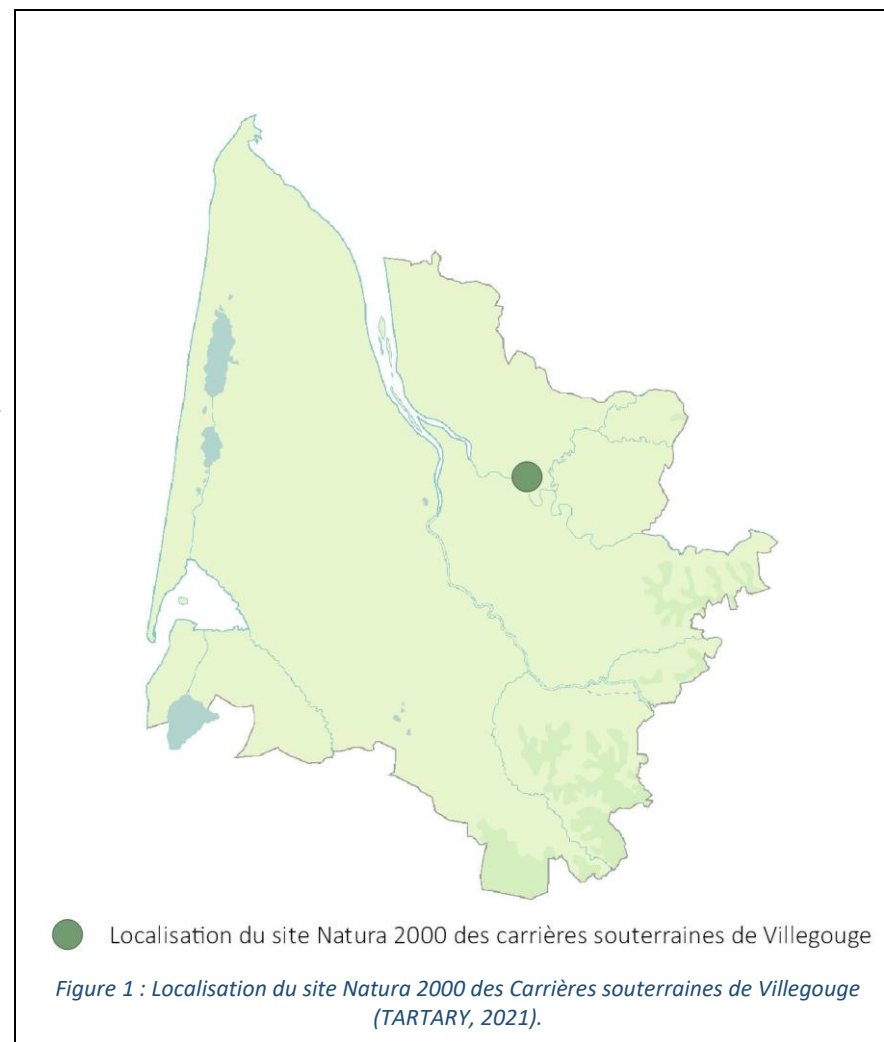 Localisation du site Natura 2000 des carrières souterraines de Villegouge
Figure 1 : Localisation du site Natura 2000 des Carrières souterraines de Villegouge
(TARTARY, 2021).